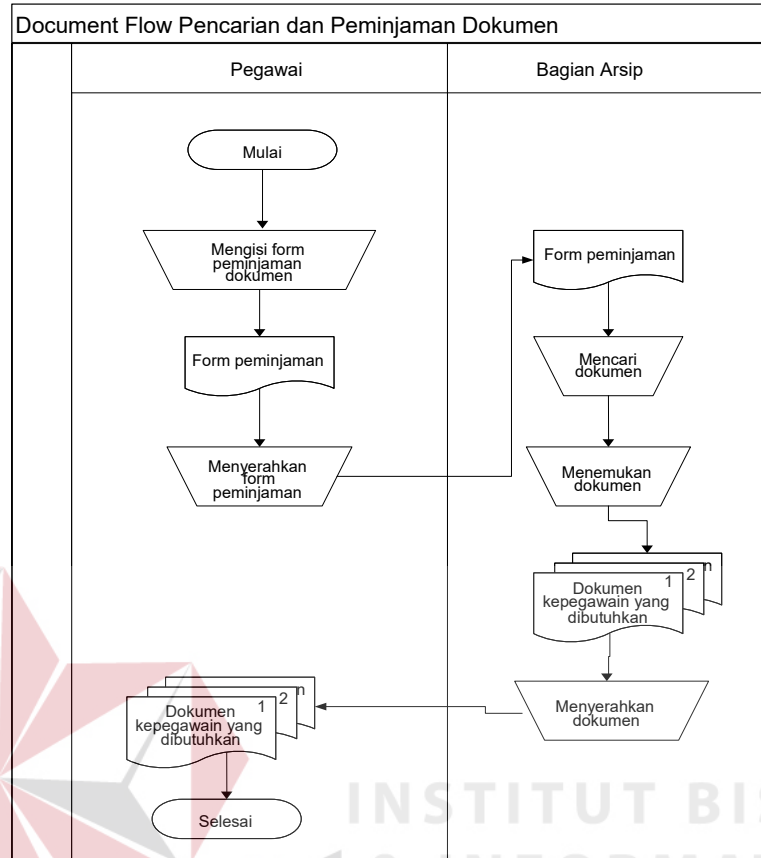 Document Flow Pencarian dan Peminjaman Dokumen
Pegawai
Bagian Arsip
Mulai
Mengisi form
peminjaman
dokumen
Form peminjaman
Menyerahkan
form
peminjaman
Form peminjaman
Mencari
dokumen
Menemukan
dokumen
n
2
1
Dokumen
kepegawain yang
dibutuhkan
Menyerahkan
dokumen
n
2
1
Dokumen
kepegawain yang
dibutuhkan
Selesai
INSTITUT BIS